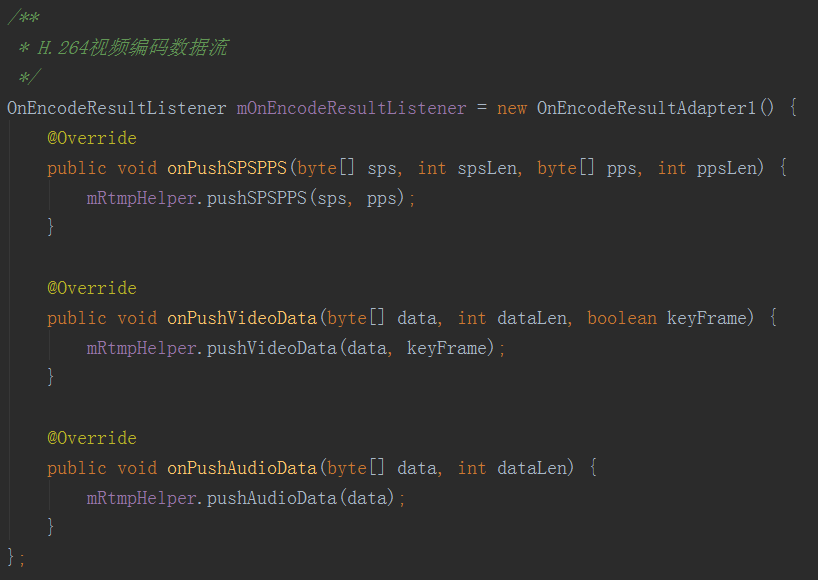 /**
 * H.264视频编码数据流
 */
OnEncodeResultListener mOnEncodeResultListener = new OnEncodeResultAdapter1() {
    @Override
    public void onPushSPSPPS(byte[] sps, int spsLen, byte[] pps, int ppsLen) {
        mRtmpHelper.pushSPSPPS(sps, pps);
    }

    @Override
    public void onPushVideoData(byte[] data, int dataLen, boolean keyFrame) {
        mRtmpHelper.pushVideoData(data, keyFrame);
    }

    @Override
    public void onPushAudioData(byte[] data, int dataLen) {
        mRtmpHelper.pushAudioData(data);
    }
};